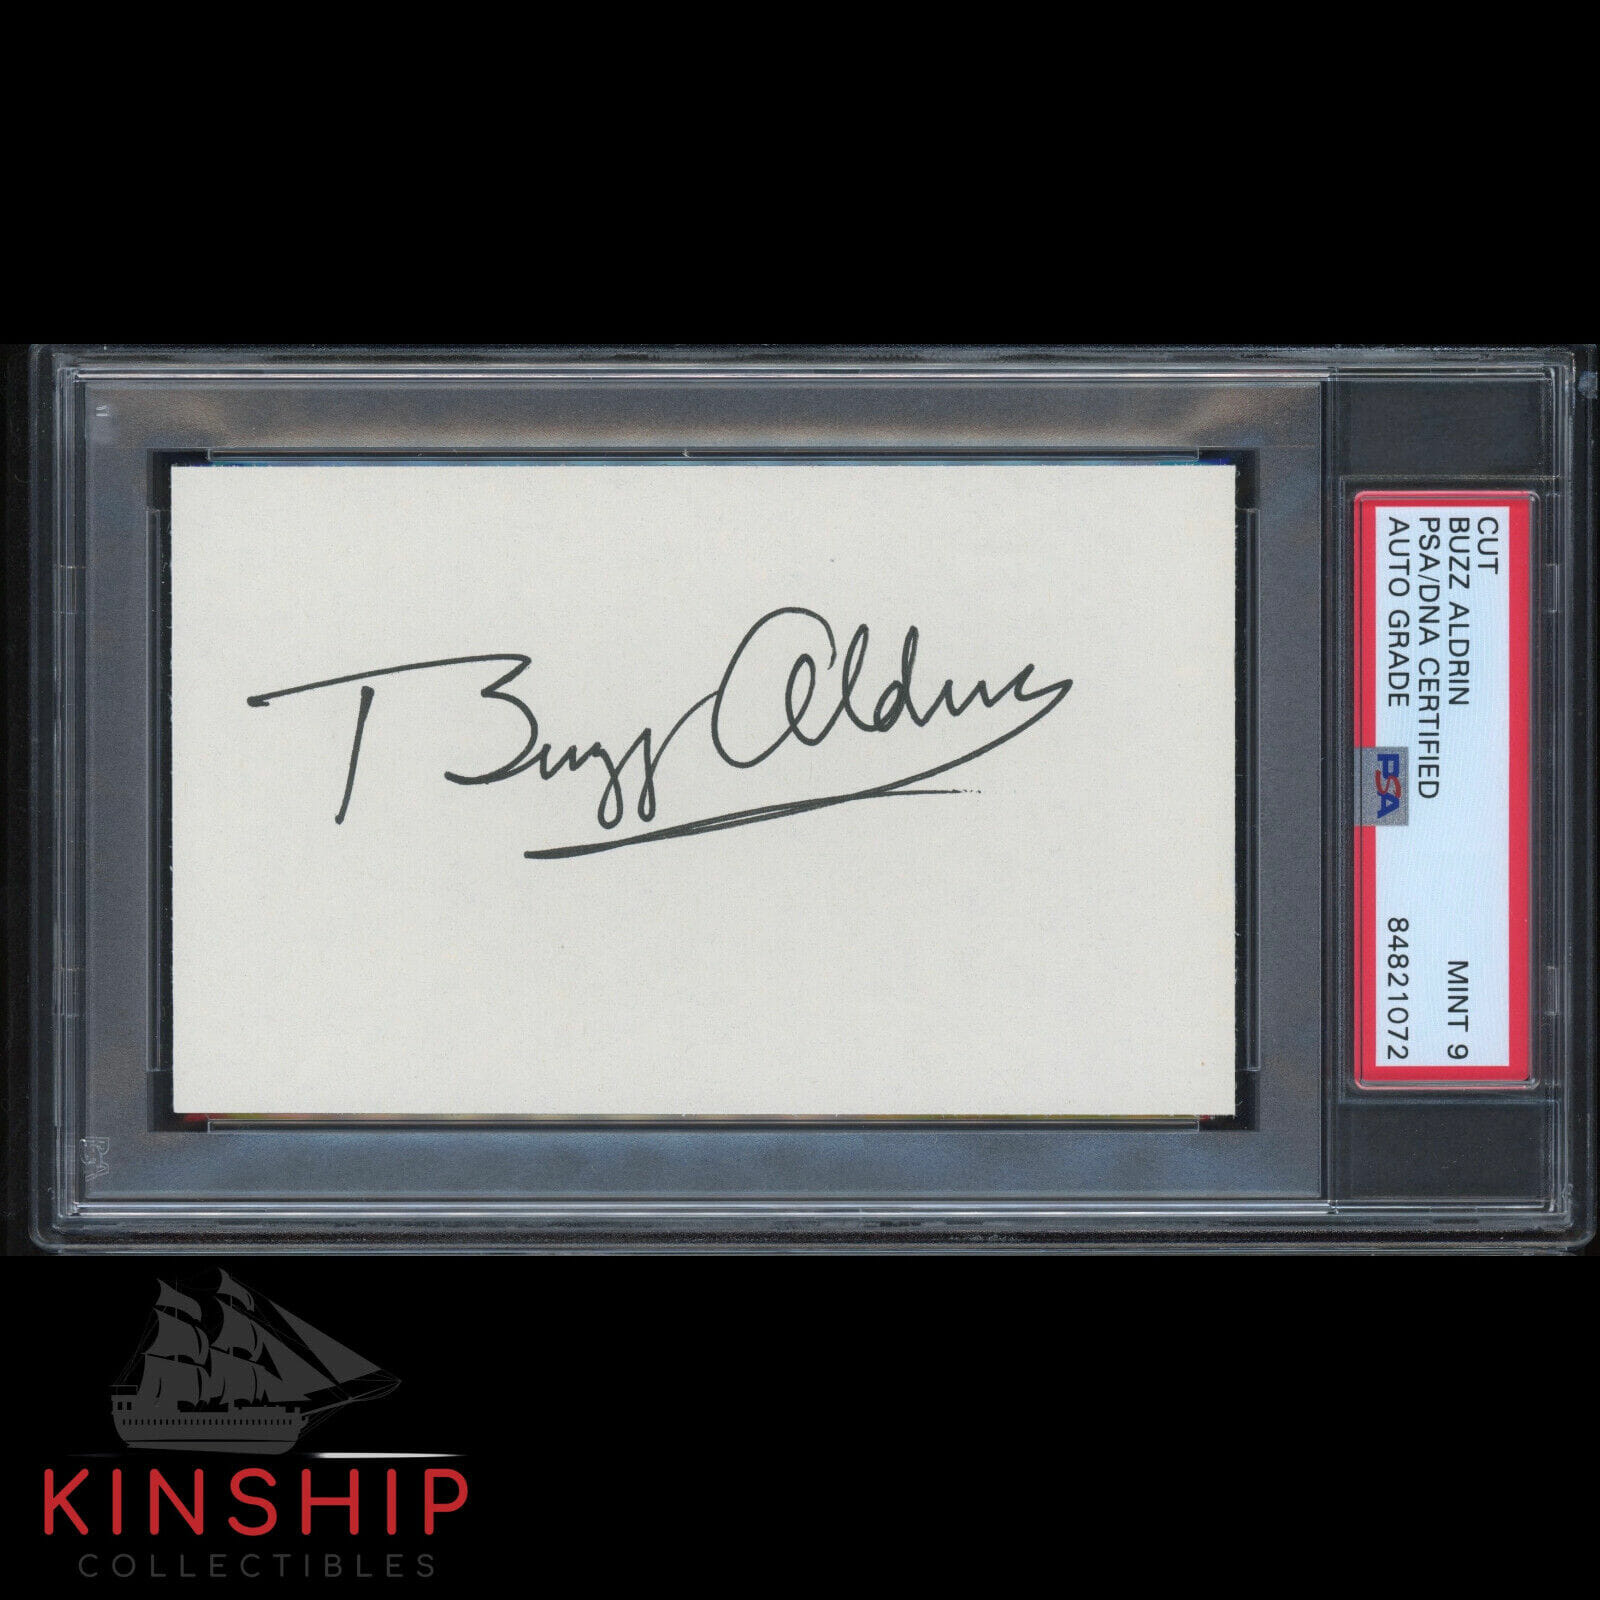 Buzz Aldrin
CUT
BUZZ ALDRIN
PSA/DNA CERTIFIED
AUTO GRADE
MINT 9
84821072
PSA
KINSHIP
COLLECTIBLES